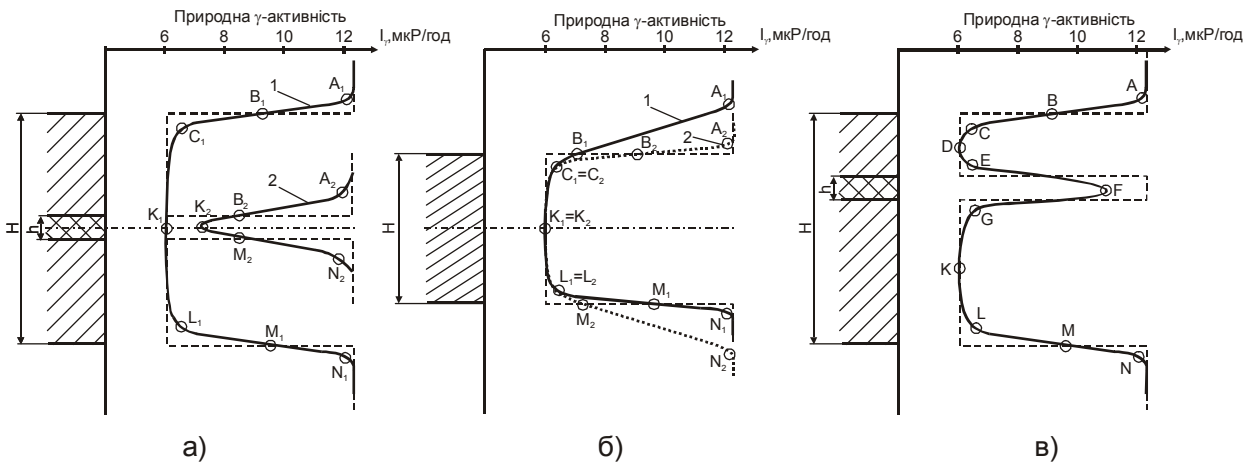 Природна γ-активність
6 8 10 12 Iγ,мкР/год
A₁
1
B₁
C₁
2
A₂
K₁
K₂
B₂
H
h
M₂
N₂
L₁
M₁
N₁
а)
Природна γ-активність
6 8 10 12 Iγ,мкР/год
A₁
1
B₁
B₂
2
A₂
C₁=C₂
K₁=K₂
H
L₁=L₂
M₁
M₂
N₁
N₂
б)
Природна γ-активність
6 8 10 12 Iγ,мкР/год
A
B
C
D
E
h
F
G
H
K
L
M
N
в)